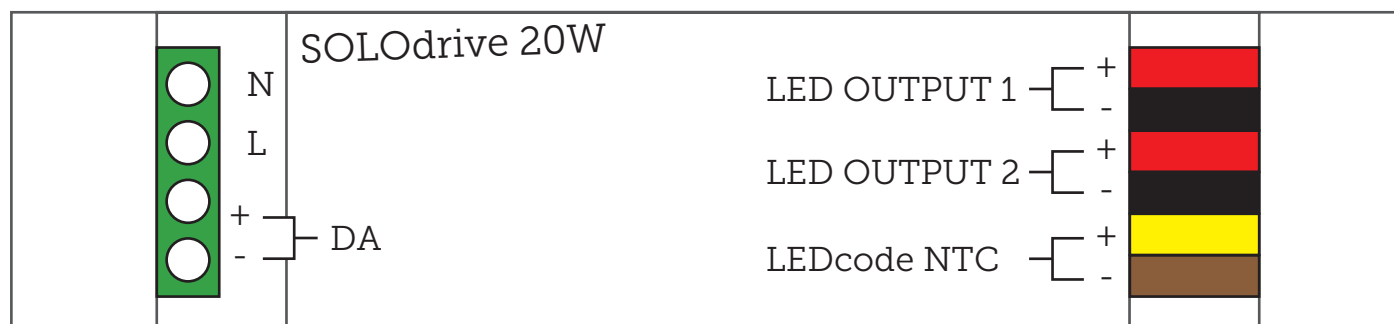 SOLOdrive 20W
N
L
+
-
DA
LED OUTPUT 1
+
-
LED OUTPUT 2
+
-
LEDcode NTC
+
-